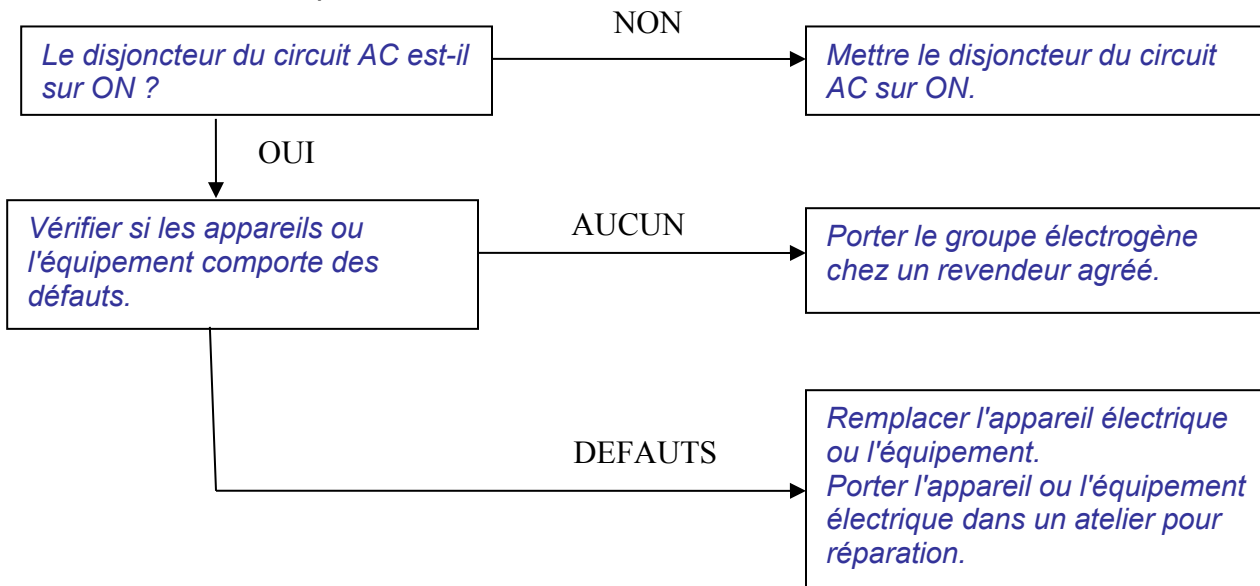 NON
Le disjoncteur du circuit AC est-il
sur ON ?
Mettre le disjoncteur du circuit
AC sur ON.
OUI
Vérifier si les appareils ou
l'équipement comporte des
défauts.
AUCUN
Porter le groupe électrogène
chez un revendeur agréé.
DEFAUTS
Remplacer l'appareil électrique
ou l'équipement.
Porter l'appareil ou l'équipement
électrique dans un atelier pour
réparation.